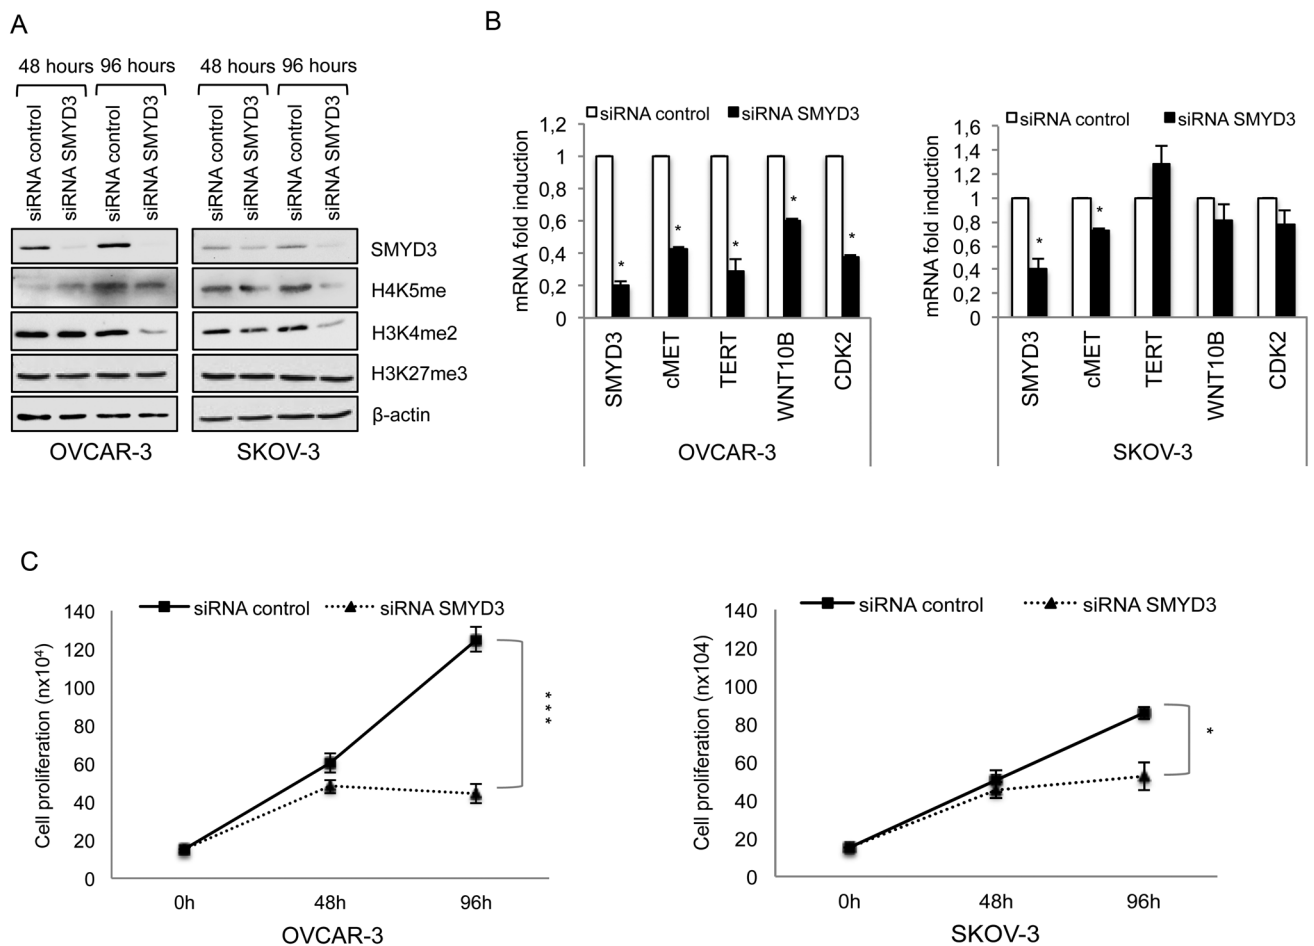 A
48 hours 96 hours
48 hours 96 hours
siRNA control
siRNA SMYD3
siRNA control
siRNA SMYD3
siRNA control
siRNA SMYD3
siRNA control
siRNA SMYD3
SMYD3
H4K5me
H3K4me2
H3K27me3
β-actin
OVCAR-3
SKOV-3
B
siRNA control
siRNA SMYD3
mRNA fold induction
1,2
1
0,8
0,6
0,4
0,2
0
*
*
*
*
*
SMYD3
cMET
TERT
WNT10B
CDK2
OVCAR-3
siRNA control
siRNA SMYD3
mRNA fold induction
1,6
1,4
1,2
1
0,8
0,6
0,4
0,2
0
*
*
SMYD3
cMET
TERT
WNT10B
CDK2
SKOV-3
C
siRNA control
siRNA SMYD3
Cell proliferation (nx10⁴)
140
120
100
80
60
40
20
0
***
0h
48h
96h
OVCAR-3
siRNA control
siRNA SMYD3
Cell proliferation (nx104)
140
120
100
80
60
40
20
0
*
0h
48h
96h
SKOV-3